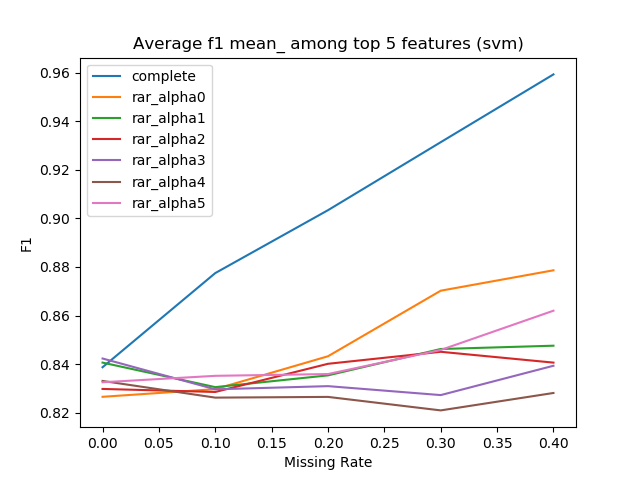 Average f1 mean_ among top 5 features (svm)
complete
rar_alpha0
rar_alpha1
rar_alpha2
rar_alpha3
rar_alpha4
rar_alpha5
0.96
0.94
0.92
0.90
0.88
0.86
0.84
0.82
F1
0.00 0.05 0.10 0.15 0.20 0.25 0.30 0.35 0.40
Missing Rate